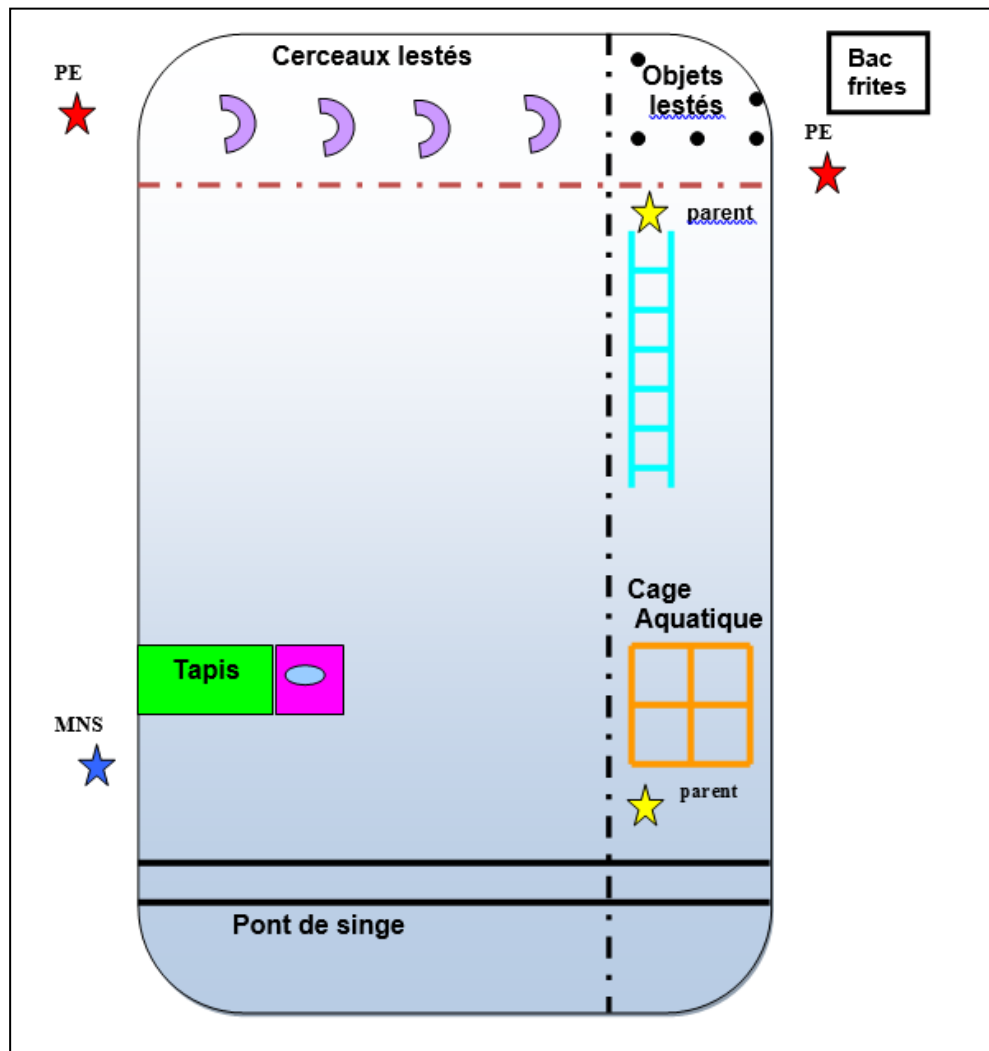 Cerceaux lestés
PE
Objets
lestés
Bac
frites
PE
parent
Cage
Aquatique
Tapis
MNS
parent
Pont de singe